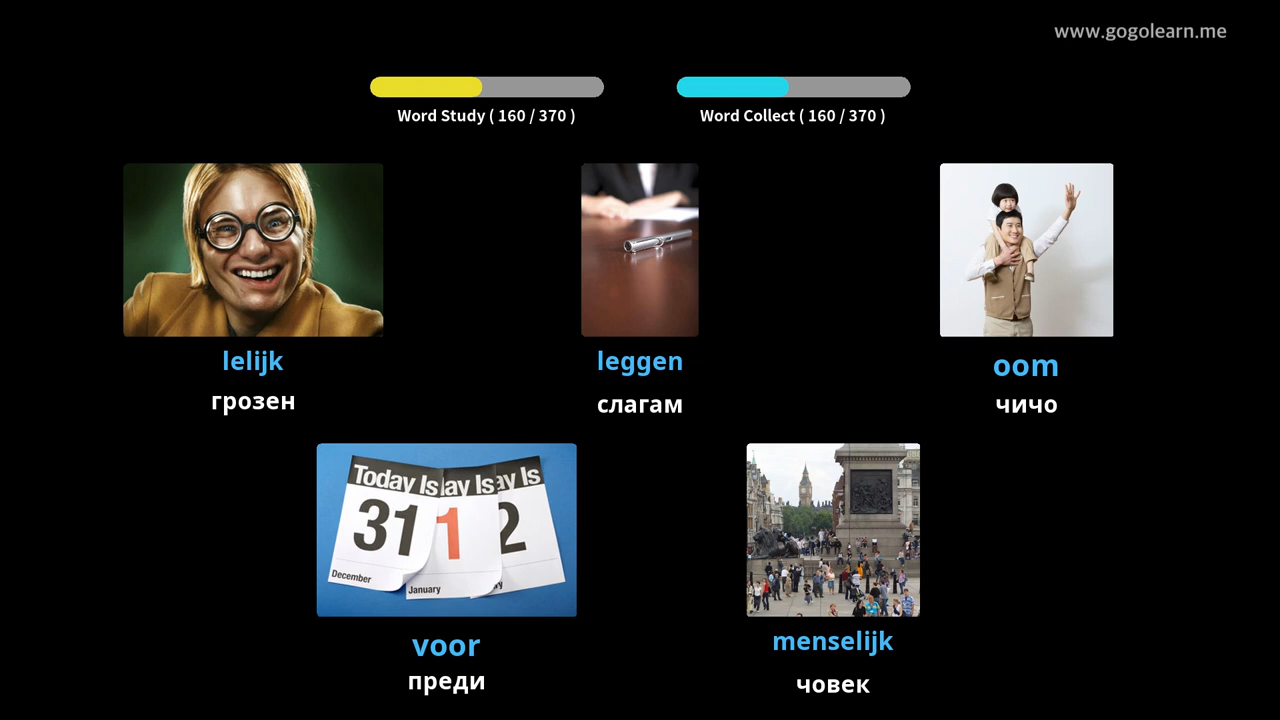 www.gogolearn.me
Word Study ( 160 / 370 )
Word Collect ( 160 / 370 )
lelijk
грозен
leggen
слагам
oom
чичо
Today Is
ay Is
ay Is
31
1
2
December
January
voor
преди
menselijk
човек